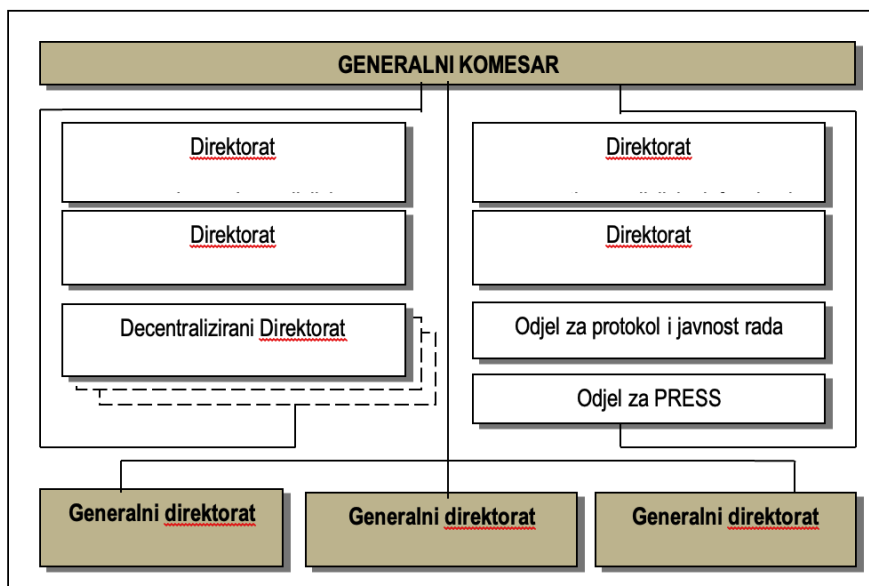 GENERALNI KOMESAR
Direktorat
Direktorat
Decentralizirani Direktorat
Direktorat
Direktorat
Odjel za protokol i javnost rada
Odjel za PRESS
Generalni direktorat
Generalni direktorat
Generalni direktorat